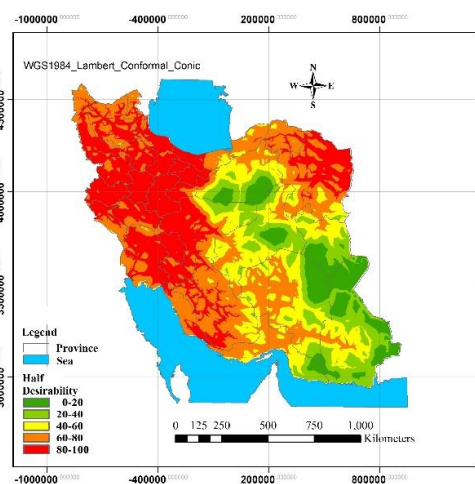 -1000000 -400000 200000 800000
WGS1984_Lambert_Conformal_Conic
N
W E
S
Legend
Province
Sea
Half
Desirability
0-20
20-40
40-60
60-80
80-100
0 125 250 500 750 1,000
Kilometers
-1000000 -400000 200000 800000